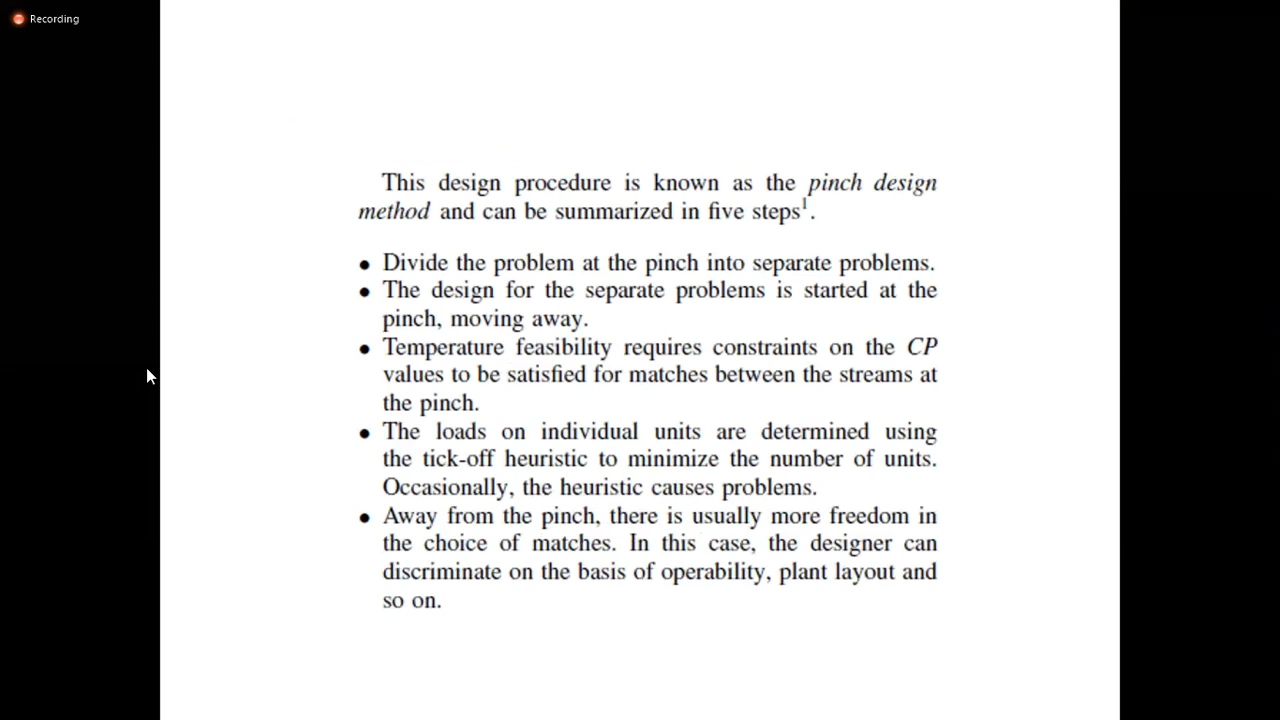 Recording
This design procedure is known as the pinch design
method and can be summarized in five steps¹.
• Divide the problem at the pinch into separate problems.
• The design for the separate problems is started at the
pinch, moving away.
• Temperature feasibility requires constraints on the CP
values to be satisfied for matches between the streams at
the pinch.
• The loads on individual units are determined using
the tick-off heuristic to minimize the number of units.
Occasionally, the heuristic causes problems.
• Away from the pinch, there is usually more freedom in
the choice of matches. In this case, the designer can
discriminate on the basis of operability, plant layout and
so on.